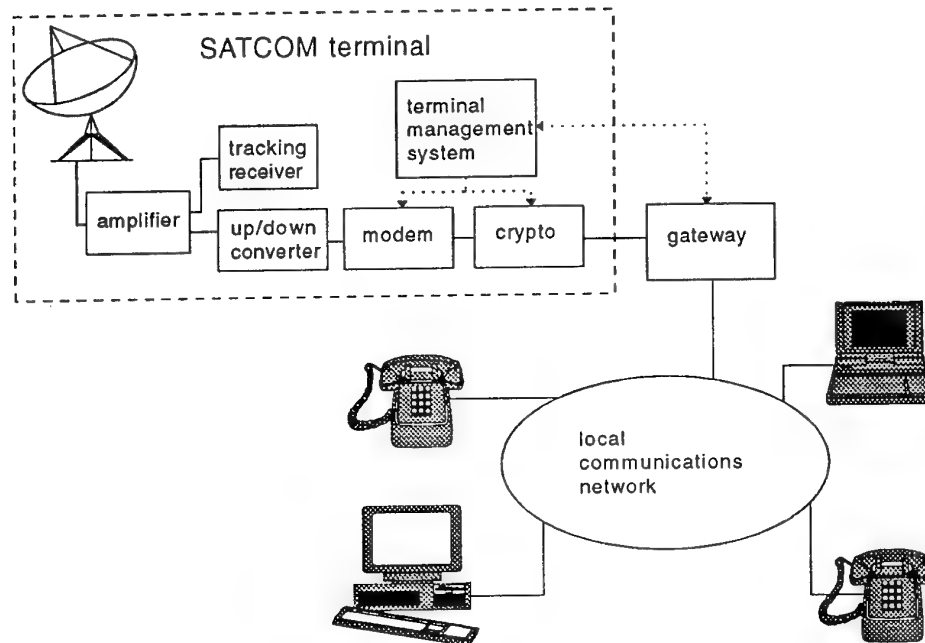 SATCOM terminal
terminal
management
system
tracking
receiver
amplifier
up/down
converter
modem
crypto
gateway
local
communications
network